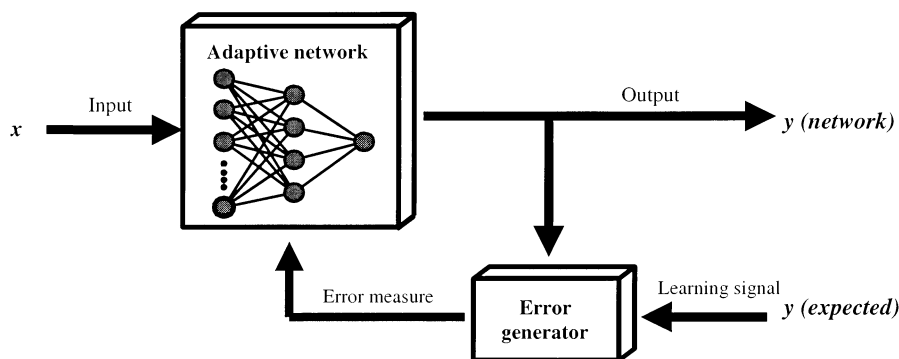 Adaptive network
Input
x
Output
y (network)
Error measure
Error
generator
Learning signal
y (expected)